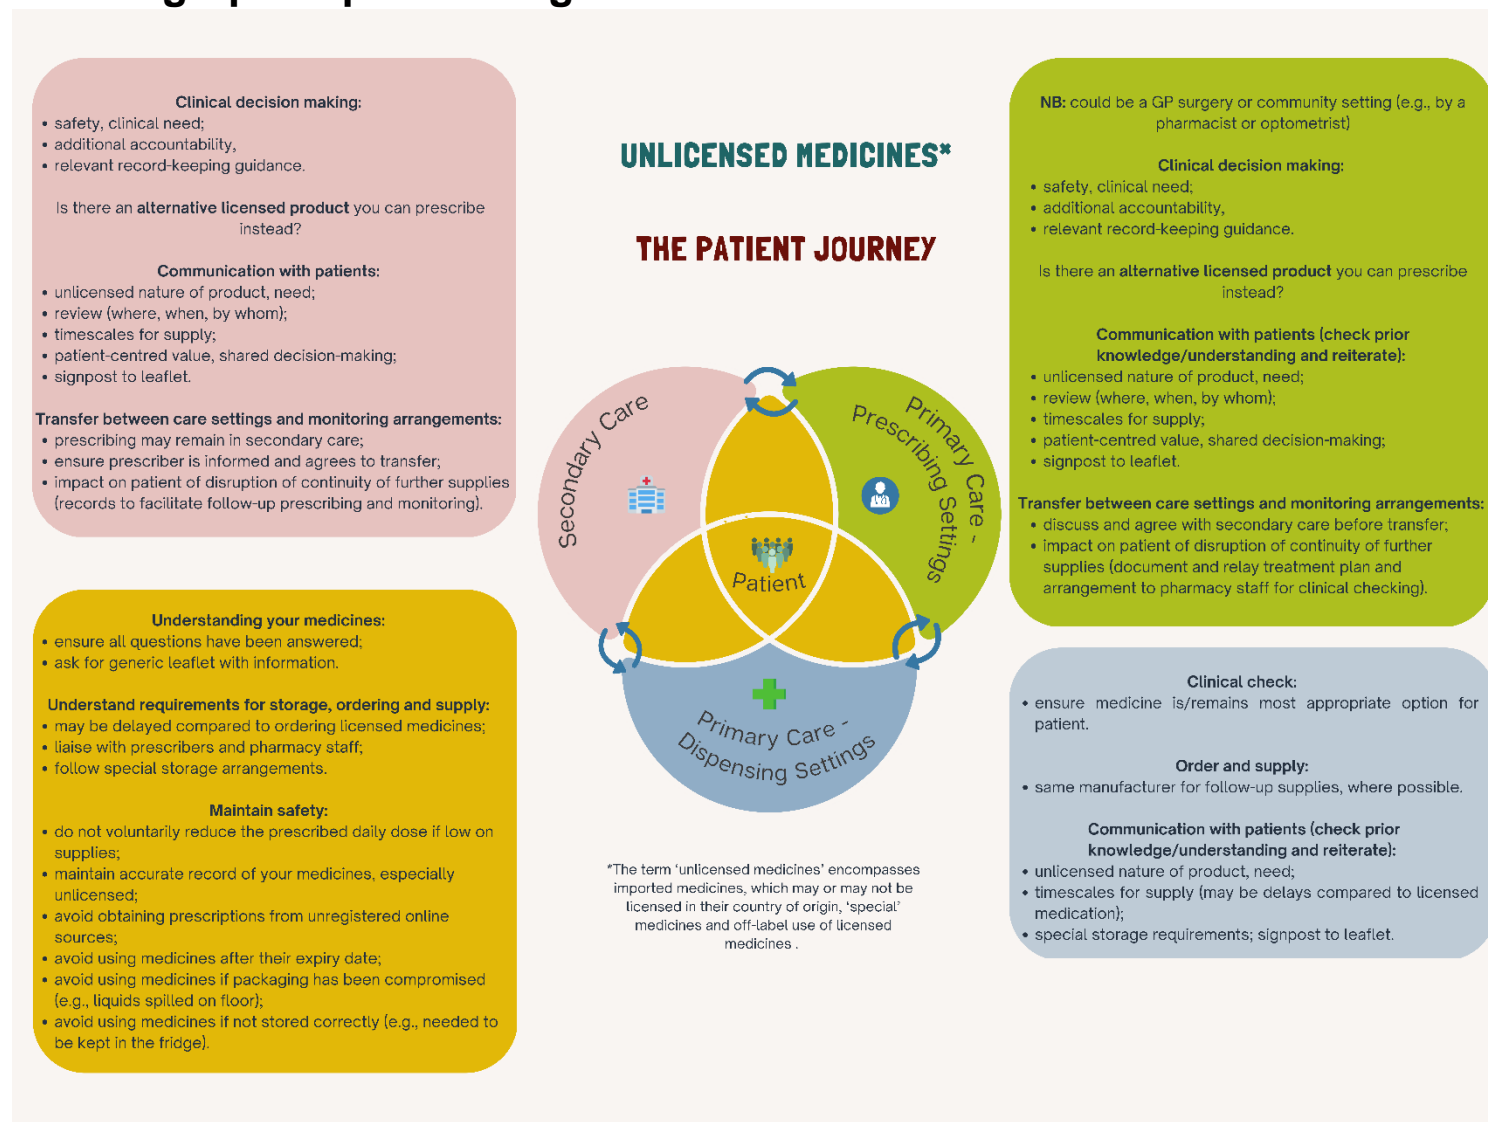 UNLICENSED MEDICINES*
THE PATIENT JOURNEY
Clinical decision making:
• safety, clinical need;
• additional accountability,
• relevant record-keeping guidance.
Is there an alternative licensed product you can prescribe
instead?
Communication with patients:
• unlicensed nature of product, need;
• review (where, when, by whom);
• timescales for supply;
• patient-centred value, shared decision-making;
• signpost to leaflet.
Transfer between care settings and monitoring arrangements:
• prescribing may remain in secondary care;
• ensure prescriber is informed and agrees to transfer;
• impact on patient of disruption of continuity of further supplies
(records to facilitate follow-up prescribing and monitoring).
NB: could be a GP surgery or community setting (e.g., by a
pharmacist or optometrist)
Clinical decision making:
• safety, clinical need;
• additional accountability,
• relevant record-keeping guidance.
Is there an alternative licensed product you can prescribe
instead?
Communication with patients (check prior
knowledge/understanding and reiterate):
• unlicensed nature of product, need;
• review (where, when, by whom);
• timescales for supply;
• patient-centred value, shared decision-making;
• signpost to leaflet.
Transfer between care settings and monitoring arrangements:
• discuss and agree with secondary care before transfer;
• impact on patient of disruption of continuity of further
supplies (document and relay treatment plan and
arrangement to pharmacy staff for clinical checking).
Secondary Care
Primary Care -
Prescribing Settings
Patient
Primary Care -
Dispensing Settings
Understanding your medicines:
• ensure all questions have been answered;
• ask for generic leaflet with information.
Understand requirements for storage, ordering and supply:
• may be delayed compared to ordering licensed medicines;
• liaise with prescribers and pharmacy staff;
• follow special storage arrangements.
Maintain safety:
• do not voluntarily reduce the prescribed daily dose if low on
supplies;
• maintain accurate record of your medicines, especially
unlicensed;
• avoid obtaining prescriptions from unregistered online
sources;
• avoid using medicines after their expiry date;
• avoid using medicines if packaging has been compromised
(e.g., liquids spilled on floor);
• avoid using medicines if not stored correctly (e.g., needed to
be kept in the fridge).
Clinical check:
• ensure medicine is/remains most appropriate option for
patient.
Order and supply:
• same manufacturer for follow-up supplies, where possible.
Communication with patients (check prior
knowledge/understanding and reiterate):
• unlicensed nature of product, need;
• timescales for supply (may be delays compared to licensed
medication);
• special storage requirements; signpost to leaflet.
*The term ‘unlicensed medicines’ encompasses
imported medicines, which may or may not be
licensed in their country of origin, ‘special’
medicines and off-label use of licensed
medicines .